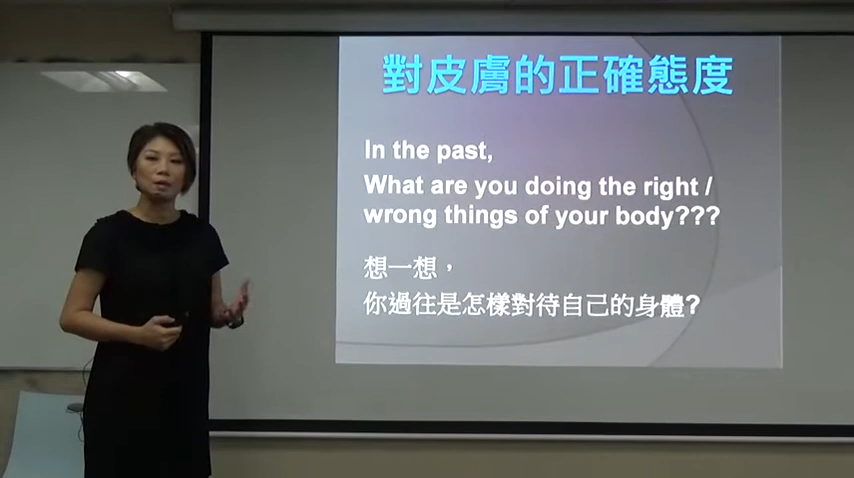 對皮膚的正確態度
In the past,
What are you doing the right /
wrong things of your body???
想一想，
你過往是怎樣對待自己的身體?